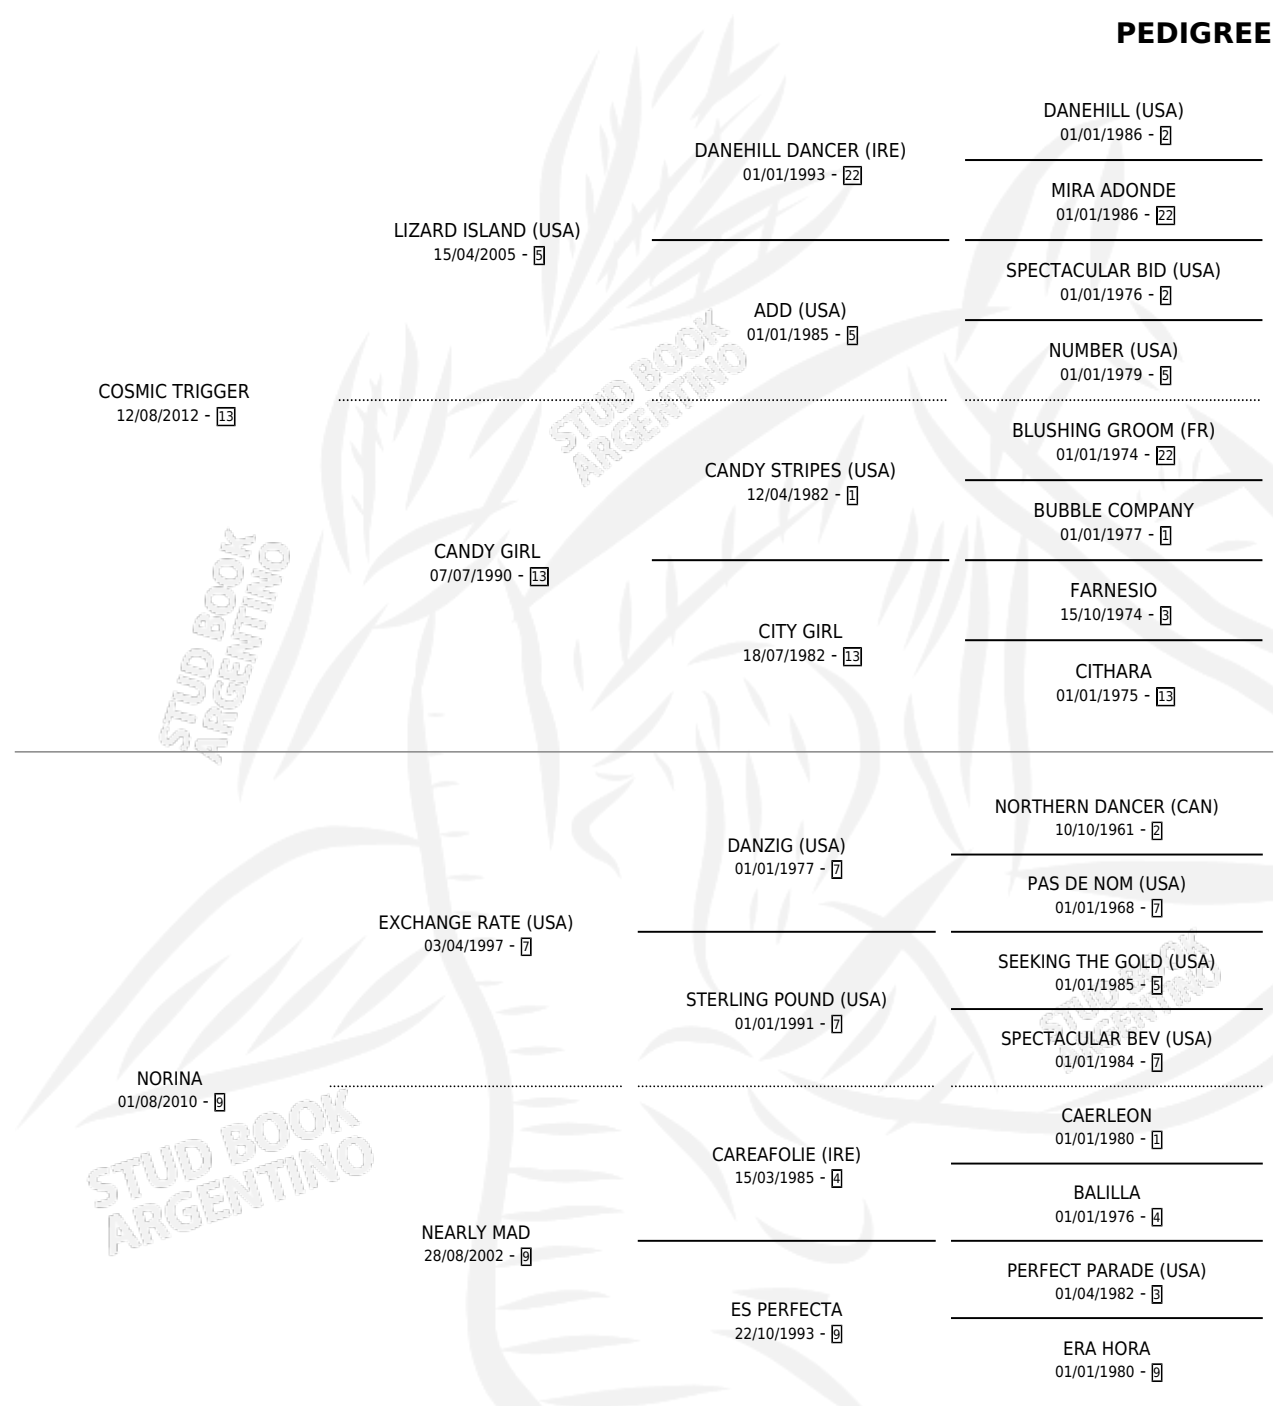 PEDIGREE
DANEHILL (USA)
01/01/1986 - 2
DANEHILL DANCER (IRE)
01/01/1993 - 22
MIRA ADONDE
01/01/1986 - 22
LIZARD ISLAND (USA)
15/04/2005 - 5
SPECTACULAR BID (USA)
01/01/1976 - 2
ADD (USA)
01/01/1985 - 5
NUMBER (USA)
01/01/1979 - 5
COSMIC TRIGGER
12/08/2012 - 13
BLUSHING GROOM (FR)
01/01/1974 - 22
CANDY STRIPES (USA)
12/04/1982 - 1
BUBBLE COMPANY
01/01/1977 - 1
CANDY GIRL
07/07/1990 - 13
FARNESIO
15/10/1974 - 3
CITY GIRL
18/07/1982 - 13
CITHARA
01/01/1975 - 13
STUD BOOK
ARGENTINO
STUD BOOK
ARGENTINO
NORTHERN DANCER (CAN)
10/10/1961 - 2
DANZIG (USA)
01/01/1977 - 7
PAS DE NOM (USA)
01/01/1968 - 7
EXCHANGE RATE (USA)
03/04/1997 - 7
SEEKING THE GOLD (USA)
01/01/1985 - 5
STERLING POUND (USA)
01/01/1991 - 7
SPECTACULAR BEV (USA)
01/01/1984 - 7
NORINA
01/08/2010 - 9
CAERLEON
01/01/1980 - 1
CAREAFOLIE (IRE)
15/03/1985 - 4
BALILLA
01/01/1976 - 4
NEARLY MAD
28/08/2002 - 9
PERFECT PARADE (USA)
01/04/1982 - 3
ES PERFECTA
22/10/1993 - 9
ERA HORA
01/01/1980 - 9
STUD BOOK
ARGENTINO
STUD BOOK
ARGENTINO